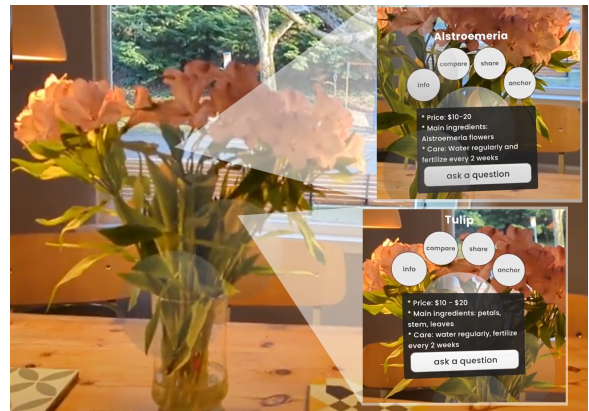 Alstroemeria
compare
share
info
anchor
* Price: $10-20
* Main ingredients:
Alstroemeria flowers
* Care: Water regularly and
fertilize every 2 weeks
ask a question
Tulip
compare
share
info
anchor
* Price: $10 - $20
* Main ingredients: petals,
stem, leaves
* Care: water regularly, fertilize
every 2 weeks
ask a question